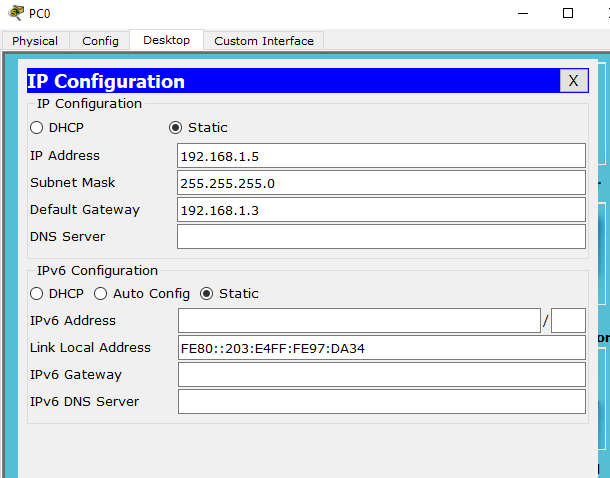 PC0
Physical Config Desktop Custom Interface
IP Configuration X
IP Configuration
DHCP Static
IP Address 192.168.1.5
Subnet Mask 255.255.255.0
Default Gateway 192.168.1.3
DNS Server
IPv6 Configuration
DHCP Auto Config Static
IPv6 Address /
Link Local Address FE80::203:E4FF:FE97:DA34
IPv6 Gateway
IPv6 DNS Server